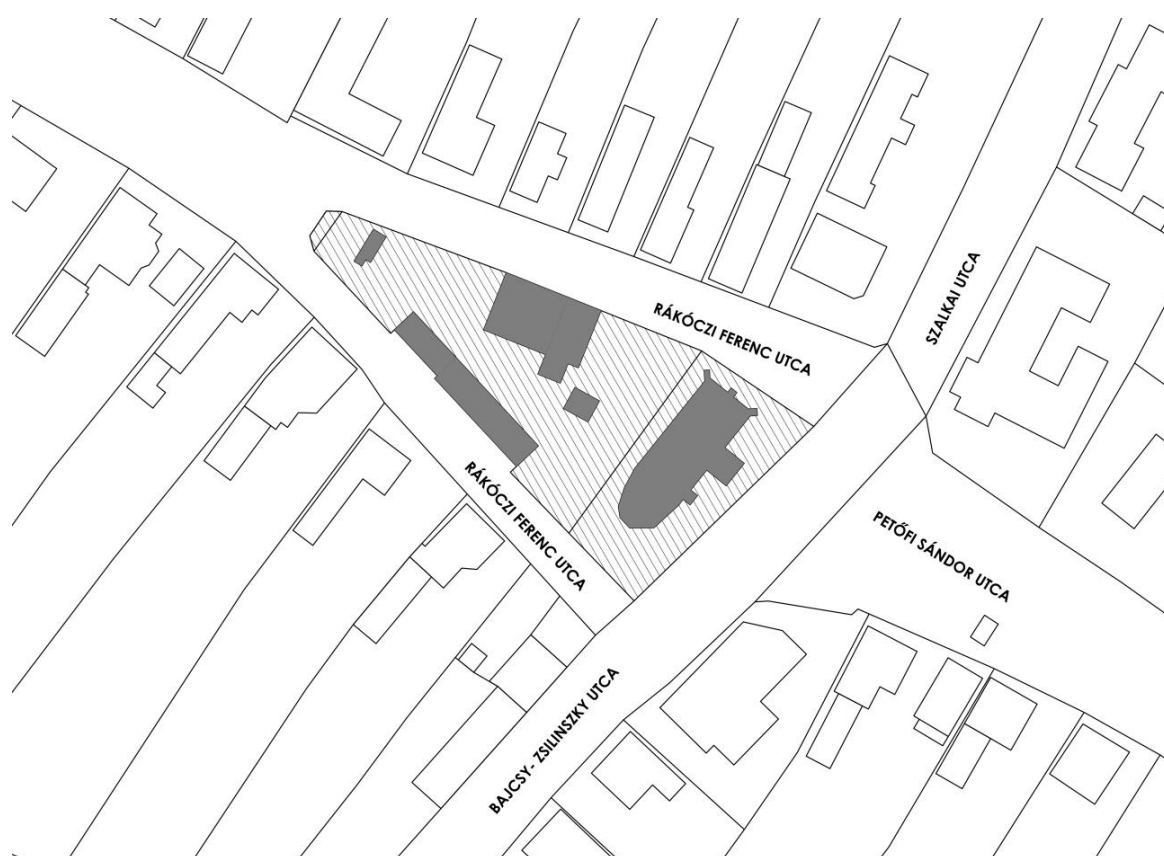 SZALKAI UTCA
RÁKÓCZI FERENC UTCA
RÁKÓCZI FERENC UTCA
PETŐFI SÁNDOR UTCA
BAJCSY- ZSILINSZKY UTCA